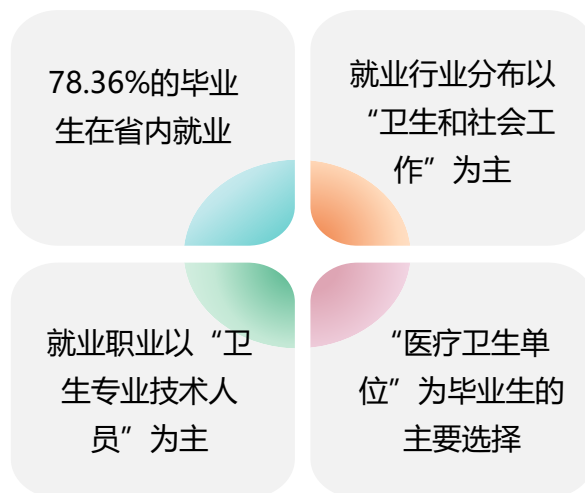 78.36%的毕业
生在省内就业
就业行业分布以
“卫生和社会工
作”为主
就业职业以“卫
生专业技术人
员”为主
“医疗卫生单
位”为毕业生的
主要选择